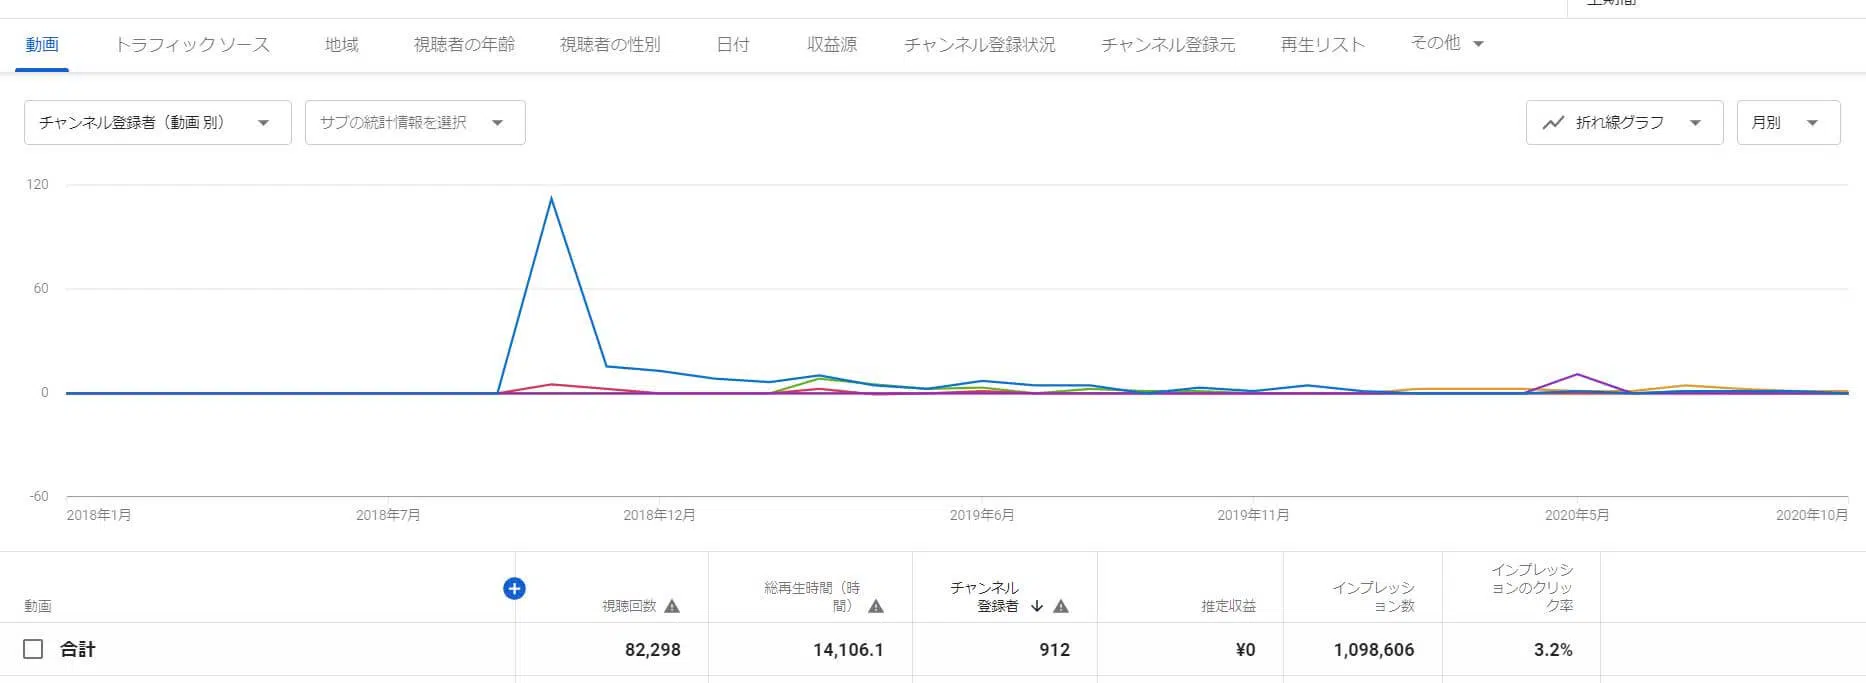 動画 トラフィック ソース 地域 視聴者の年齢 視聴者の性別 日付 収益源 チャンネル登録状況 チャンネル登録元 再生リスト その他
チャンネル登録者（動画 別） サブの統計情報を選択 折れ線グラフ 月別
120
60
0
-60
2018年1月 2018年7月 2018年12月 2019年6月 2019年11月 2020年5月 2020年10月
動画
視聴回数
総再生時間（時
間）
チャンネル
登録者
推定収益
インプレッシ
ョン数
インプレッシ
ョンのクリッ
ク率
合計 82,298 14,106.1 912 ¥0 1,098,606 3.2%